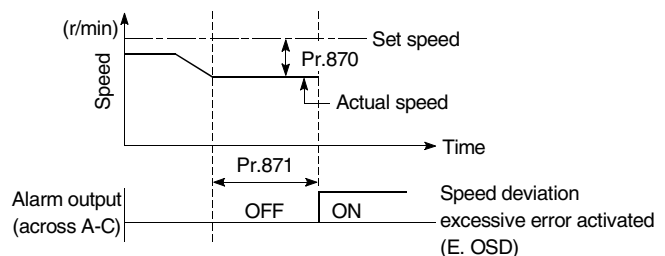 (r/min)
Speed
Set speed
Pr.870
Actual speed
Time
Pr.871
Alarm output
(across A-C)
OFF
ON
Speed deviation
excessive error activated
(E. OSD)